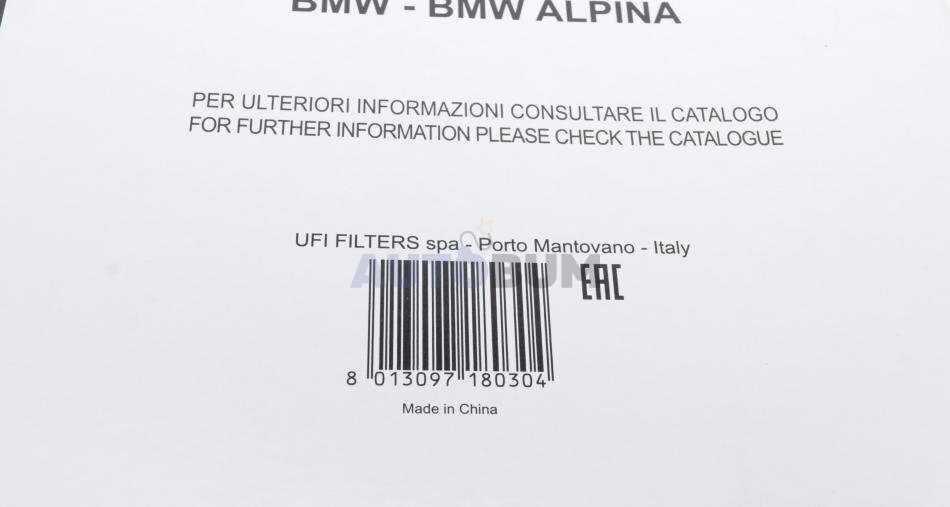 BMW - BMW ALPINA
PER ULTERIORI INFORMAZIONI CONSULTARE IL CATALOGO
FOR FURTHER INFORMATION PLEASE CHECK THE CATALOGUE
UFI FILTERS spa - Porto Mantovano - Italy
AUTOBUM
EAC
8 013097 180304
Made in China